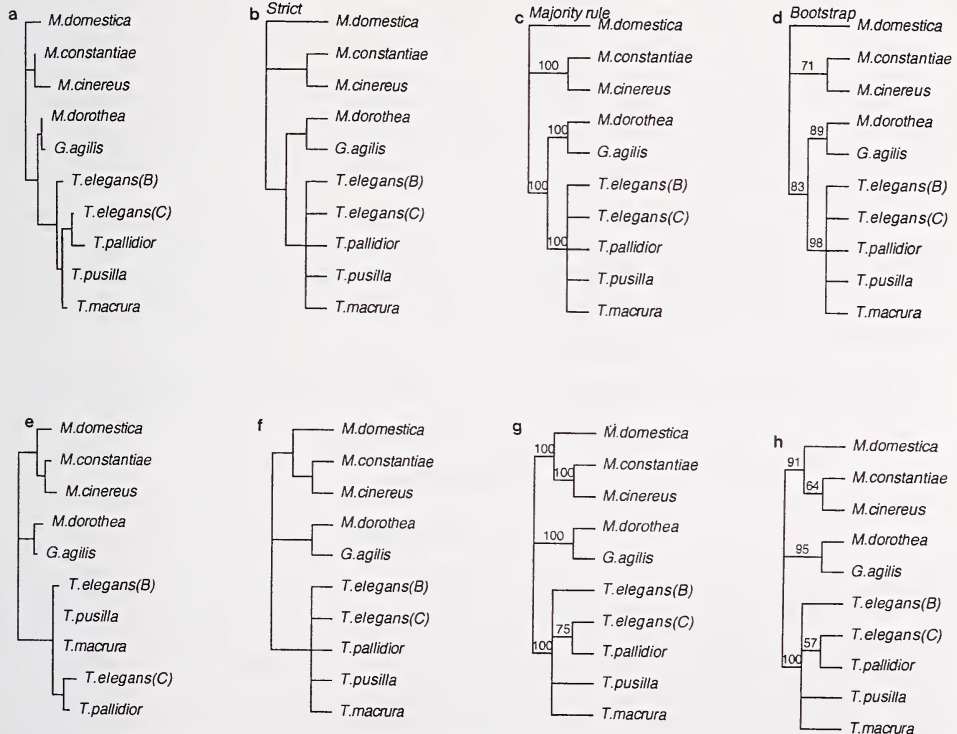 a
M.domestica
M.constantiae
M.cinereus
M.dorothea
G.agilis
T.elegans(B)
T.elegans(C)
T.pallidior
T.pusilla
T.macrura
b
Strict
M.domestica
M.constantiae
M.cinereus
M.dorothea
G.agilis
T.elegans(B)
T.elegans(C)
T.pallidior
T.pusilla
T.macrura
c
Majority rule
M.domestica
100
M.constantiae
M.cinereus
100
M.dorothea
G.agilis
100
T.elegans(B)
T.elegans(C)
100
T.pallidior
T.pusilla
T.macrura
d
Bootstrap
M.domestica
71
M.constantiae
M.cinereus
89
M.dorothea
G.agilis
83
T.elegans(B)
T.elegans(C)
98
T.pallidior
T.pusilla
T.macrura
e
M.domestica
M.constantiae
M.cinereus
M.dorothea
G.agilis
T.elegans(B)
T.pusilla
T.macrura
T.elegans(C)
T.pallidior
f
M.domestica
M.constantiae
M.cinereus
M.dorothea
G.agilis
T.elegans(B)
T.elegans(C)
T.pallidior
T.pusilla
T.macrura
g
M.domestica
100
M.constantiae
100
M.cinereus
M.dorothea
100
G.agilis
T.elegans(B)
T.elegans(C)
75
T.pallidior
100
T.pusilla
T.macrura
h
M.domestica
91
M.constantiae
64
M.cinereus
M.dorothea
95
G.agilis
T.elegans(B)
T.elegans(C)
57
T.pallidior
100
T.pusilla
T.macrura